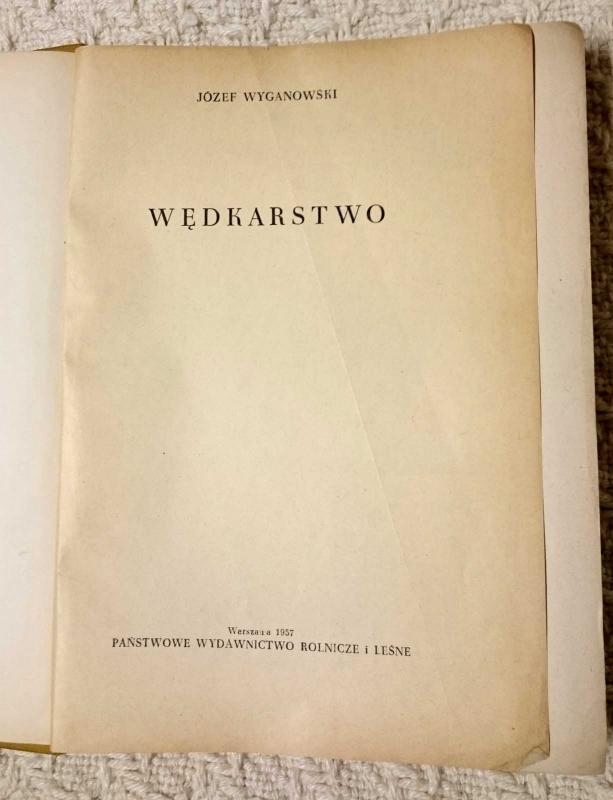 JÓZEF WYGANOWSKI
WĘDKARSTWO
Warszawa 1957
PAŃSTWOWE WYDAWNICTWO ROLNICZE i LEŚNE